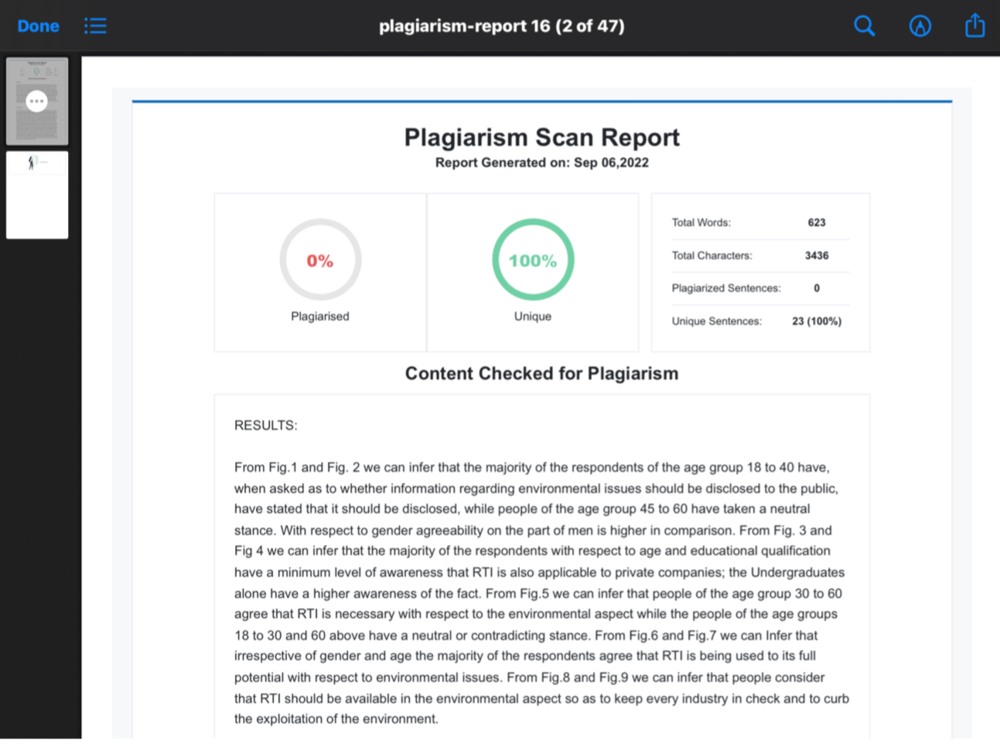 Done
plagiarism-report 16 (2 of 47)
Plagiarism Scan Report
Report Generated on: Sep 06,2022
0%
Plagiarised
100%
Unique
Total Words: 623
Total Characters: 3436
Plagiarized Sentences: 0
Unique Sentences: 23 (100%)
Content Checked for Plagiarism
RESULTS:
From Fig.1 and Fig. 2 we can infer that the majority of the respondents of the age group 18 to 40 have,
when asked as to whether information regarding environmental issues should be disclosed to the public,
have stated that it should be disclosed, while people of the age group 45 to 60 have taken a neutral
stance. With respect to gender agreeability on the part of men is higher in comparison. From Fig. 3 and
Fig 4 we can infer that the majority of the respondents with respect to age and educational qualification
have a minimum level of awareness that RTI is also applicable to private companies; the Undergraduates
alone have a higher awareness of the fact. From Fig.5 we can infer that people of the age group 30 to 60
agree that RTI is necessary with respect to the environmental aspect while the people of the age groups
18 to 30 and 60 above have a neutral or contradicting stance. From Fig.6 and Fig.7 we can Infer that
irrespective of gender and age the majority of the respondents agree that RTI is being used to its full
potential with respect to environmental issues. From Fig.8 and Fig.9 we can infer that people consider
that RTI should be available in the environmental aspect so as to keep every industry in check and to curb
the exploitation of the environment.